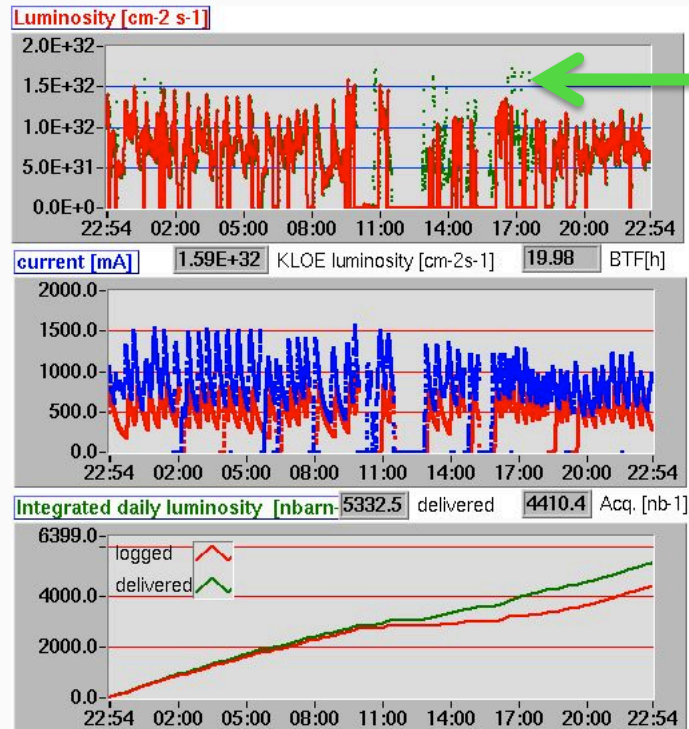 Luminosity [cm-2 s-1]
2.0E+32-
1.5E+32-
1.0E+32-
5.0E+31-
0.0E+0-
22:54 02:00 05:00 08:00 11:00 14:00 17:00 20:00 22:54
current [mA] 1.59E+32 KLOE luminosity [cm-2s-1] 19.98 BTF[h]
2000.0-
1500.0-
1000.0-
500.0-
0.0-
22:54 02:00 05:00 08:00 11:00 14:00 17:00 20:00 22:54
Integrated daily luminosity [nbarn- 5332.5 delivered 4410.4 Acq. [nb-1]
6399.0-
logged
delivered
4000.0-
2000.0-
0.0-
22:54 02:00 05:00 08:00 11:00 14:00 17:00 20:00 22:54